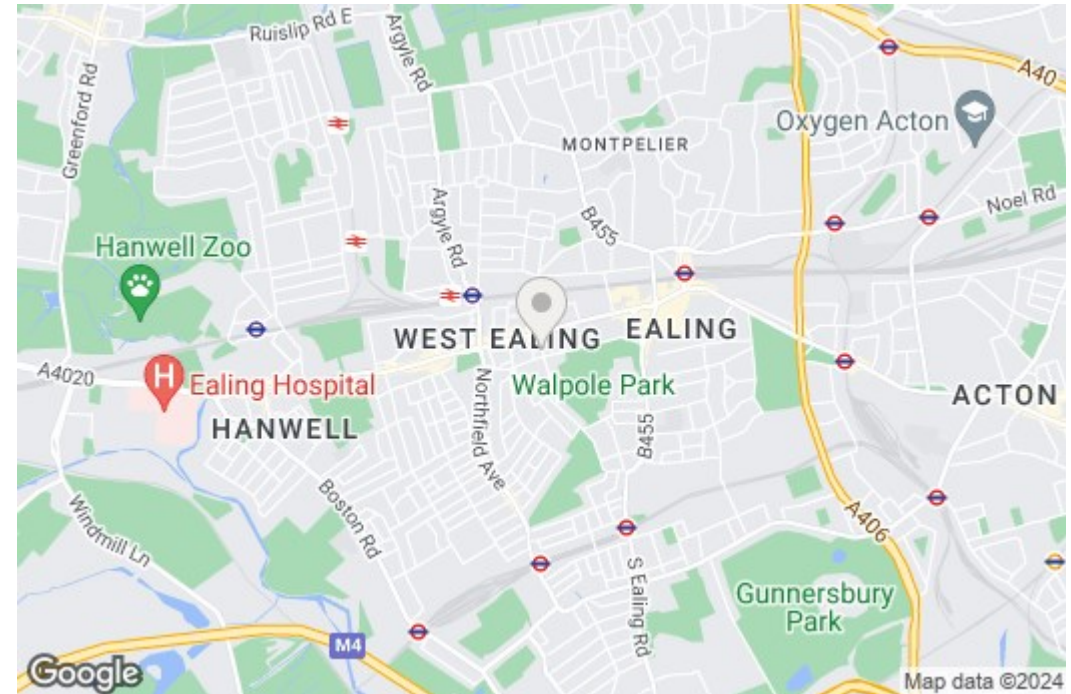 Ruislip Rd E
Argyle Rd
A40
Greenford Rd
Oxygen Acton
MONTPELIER
Argyle Rd
B455
Noel Rd
Hanwell Zoo
WEST EALING
EALING
A4020
H
Ealing Hospital
Walpole Park
ACTON
HANWELL
Northfield Ave
B455
Boston Rd
Windmill Ln
A406
S Ealing Rd
Gunnersbury
Park
M4
Google
Map data ©2024